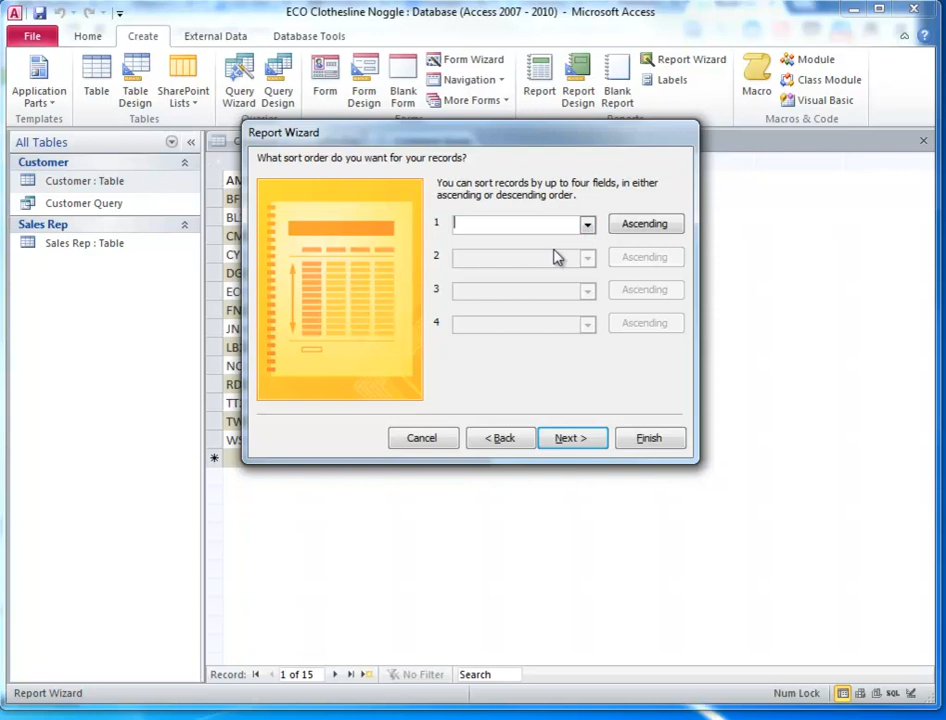 ECO Clothesline Noggle : Database (Access 2007 - 2010) - Microsoft Access
File Home Create External Data Database Tools
Application Parts Table Table Design SharePoint Lists Query Wizard Query Design Form Form Design Blank Form Form Wizard Navigation More Forms Report Report Design Blank Report Report Wizard Labels Macro Module Class Module Visual Basic
Templates Tables Reports Macros & Code
All Tables
Customer
Customer : Table
Customer Query
Sales Rep
Sales Rep : Table
AM
BF
BL
CM
CY
DG
EC
FN
JN
LB
NC
RD
TT
TW
WS
Report Wizard
What sort order do you want for your records?
You can sort records by up to four fields, in either
ascending or descending order.
1 Ascending
2 Ascending
3 Ascending
4 Ascending
Cancel < Back Next > Finish
Record: 1 of 15 No Filter Search
Report Wizard Num Lock SQL